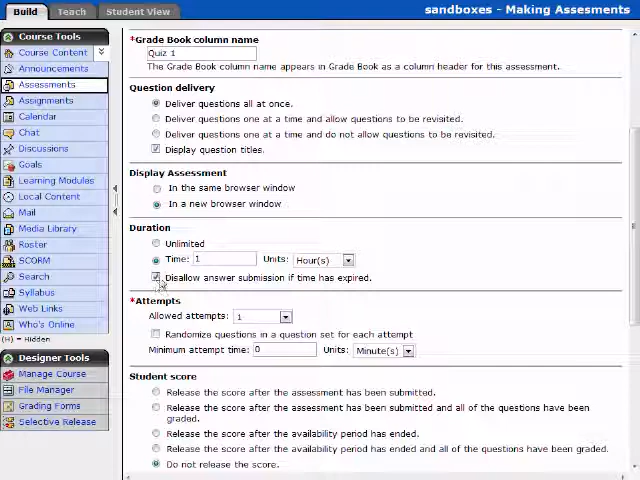 Build Teach Student View sandboxes - Making Assesments
Course Tools
Course Content
Announcements
Assessments
Assignments
Calendar
Chat
Discussions
Goals
Learning Modules
Local Content
Mail
Media Library
Roster
SCORM
Search
Syllabus
Web Links
Who's Online
(H) = Hidden
Designer Tools
Manage Course
File Manager
Grading Forms
Selective Release
*Grade Book column name
Quiz 1
The Grade Book column name appears in Grade Book as a column header for this assessment.
Question delivery
Deliver questions all at once.
Deliver questions one at a time and allow questions to be revisited.
Deliver questions one at a time and do not allow questions to be revisited.
Display question titles.
Display Assessment
In the same browser window
In a new browser window
Duration
Unlimited
Time: 1 Units: Hour(s)
Disallow answer submission if time has expired.
*Attempts
Allowed attempts: 1
Randomize questions in a question set for each attempt
Minimum attempt time: 0 Units: Minute(s)
Student score
Release the score after the assessment has been submitted.
Release the score after the assessment has been submitted and all of the questions have been
graded.
Release the score after the availability period has ended.
Release the score after the availability period has ended and all of the questions have been graded.
Do not release the score.